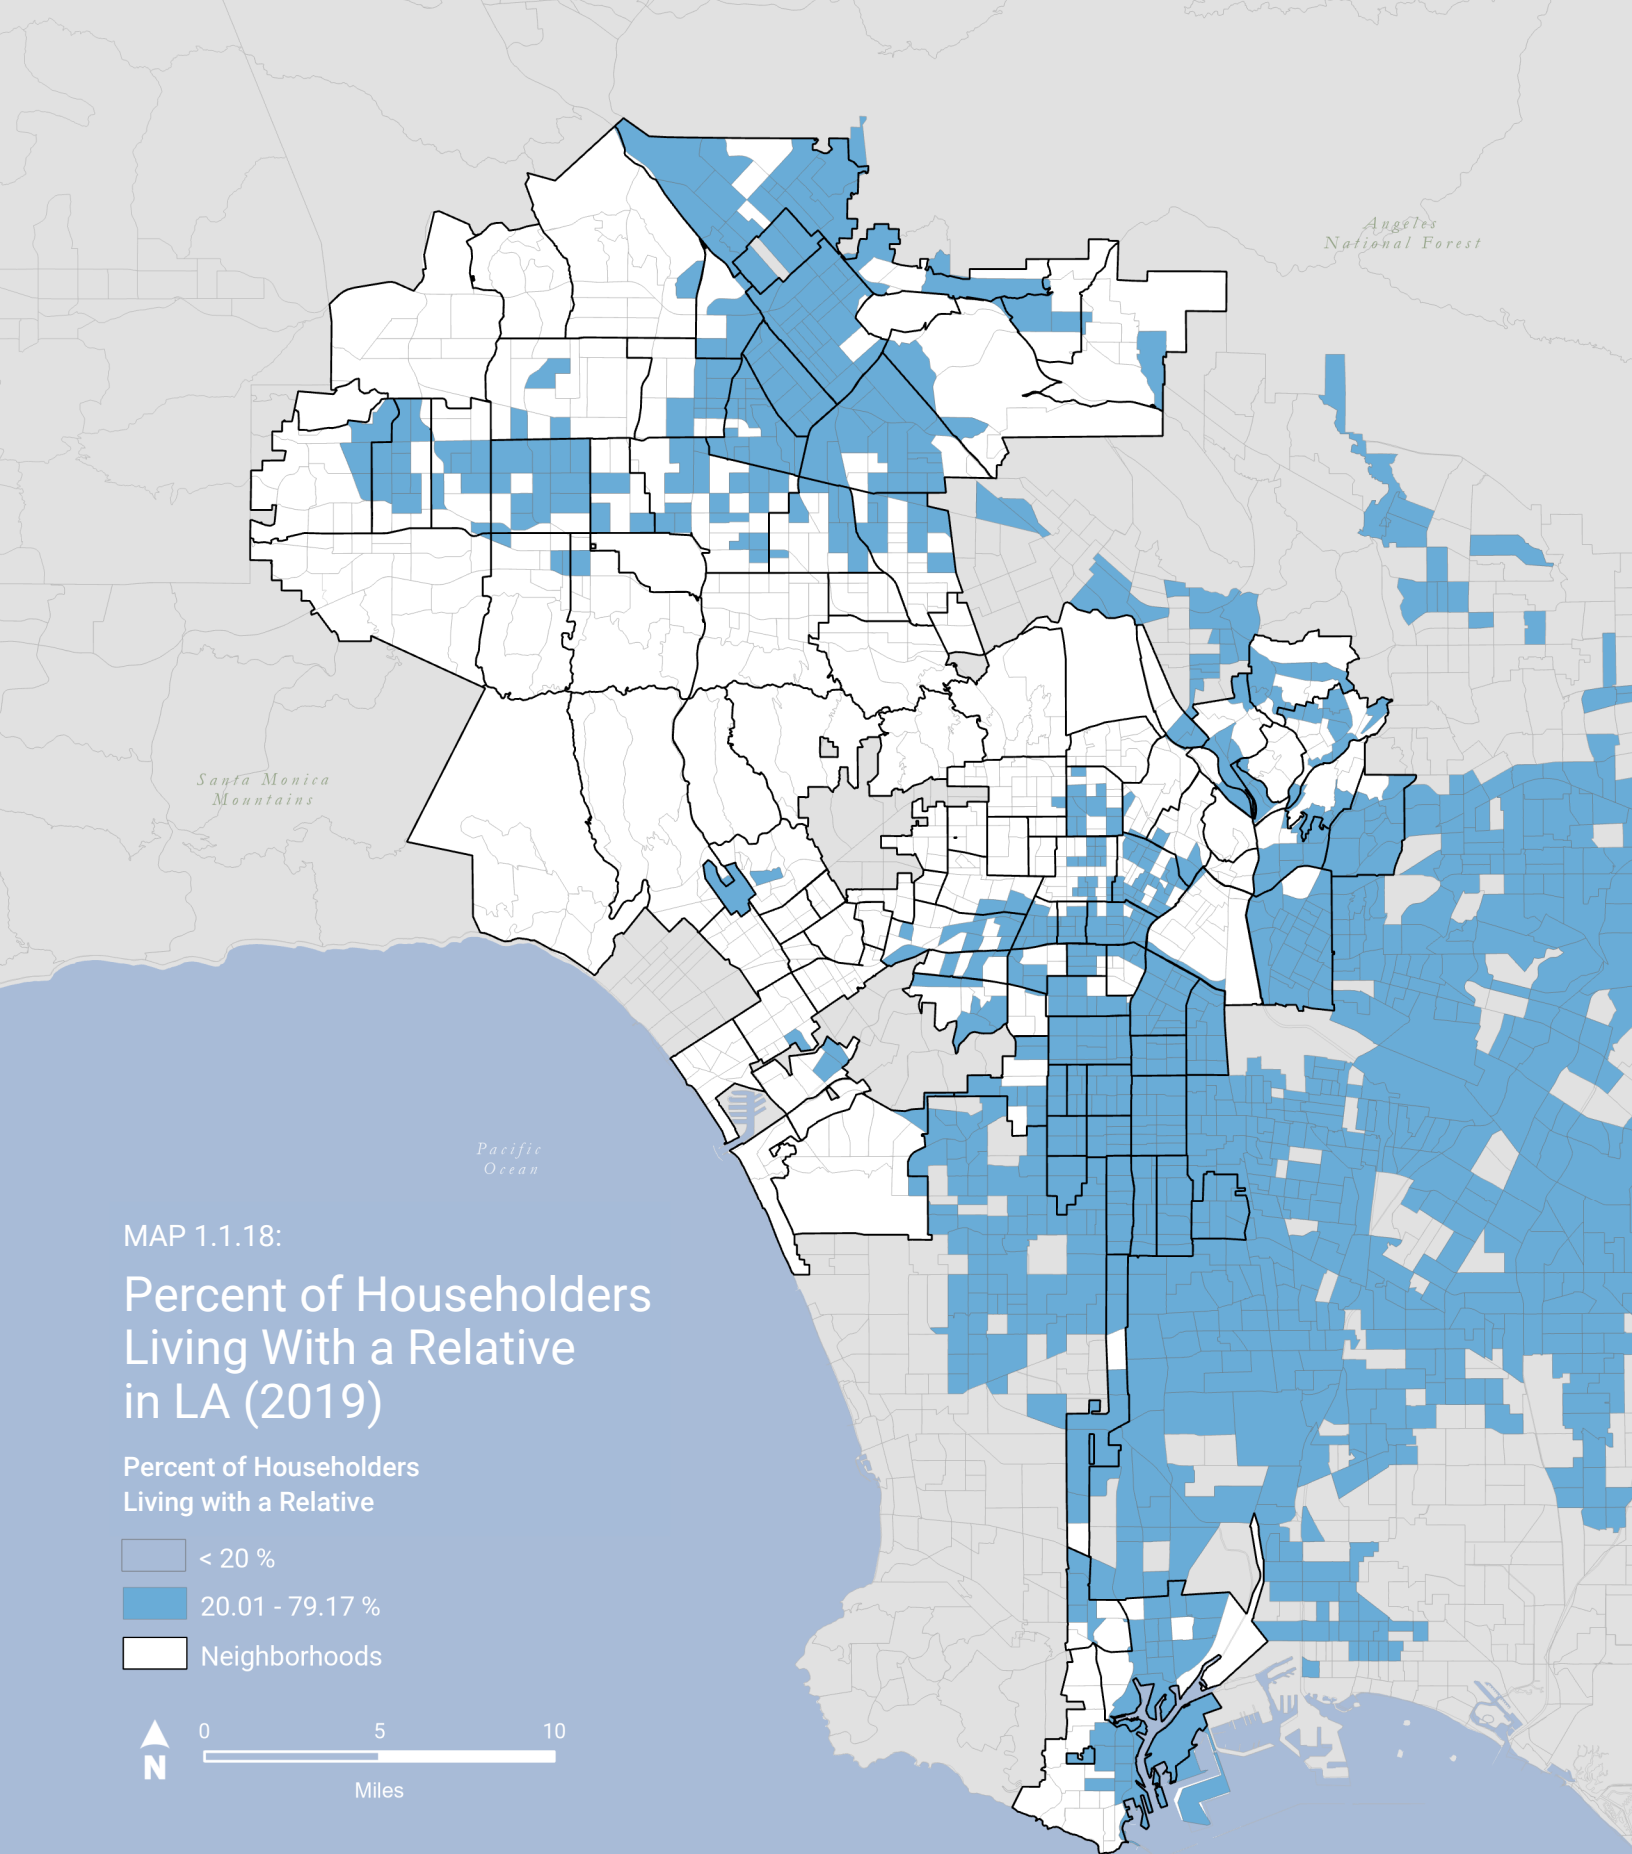 Angeles
National Forest
Santa Monica
Mountains
Pacific
Ocean
MAP 1.1.18:
Percent of Householders
Living With a Relative
in LA (2019)
Percent of Householders
Living with a Relative
< 20 %
20.01 - 79.17 %
Neighborhoods
0 5 10
N
Miles